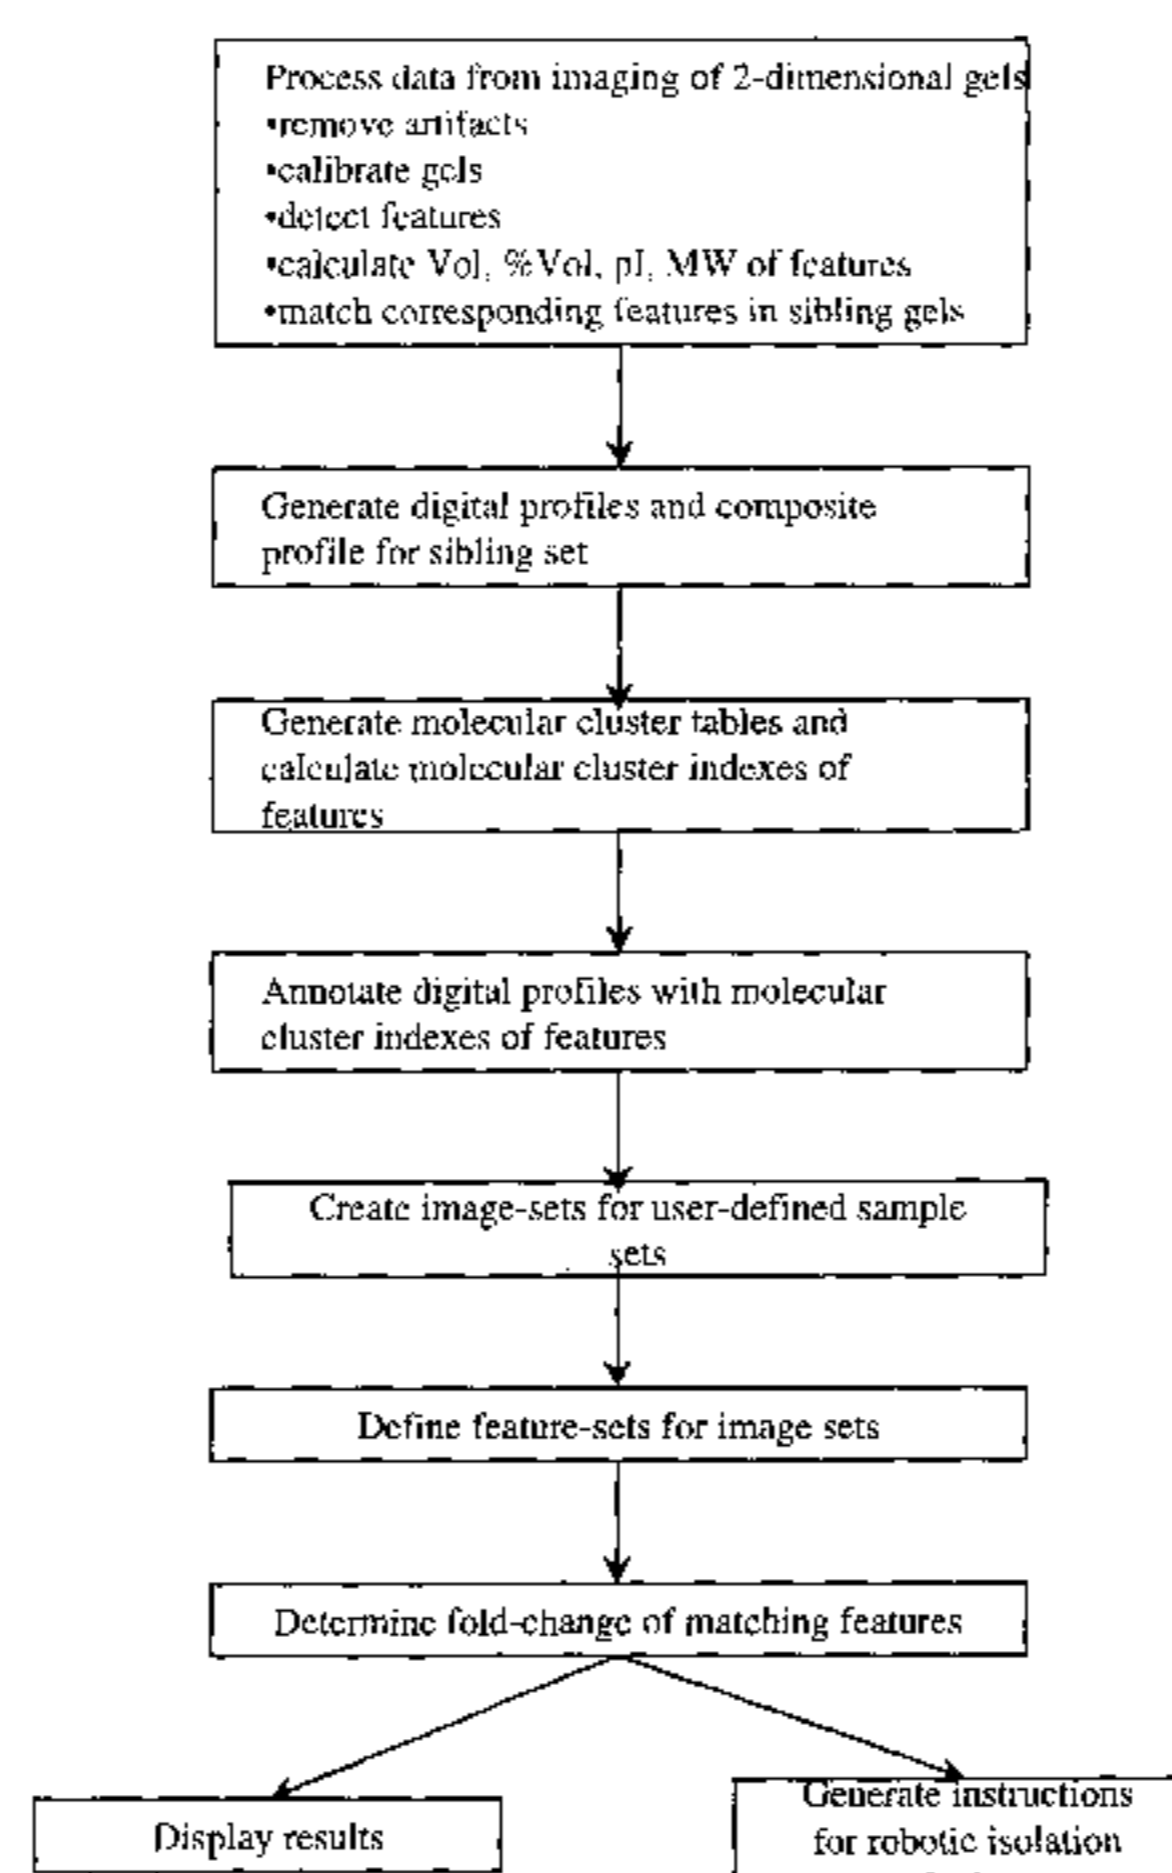 Process data from imaging of 2-dimensional gels
•remove artifacts
•calibrate gels
•detect features
•calculate Vol, %Vol, pI, MW of features
•match corresponding features in sibling gels
Generate digital profiles and composite
profile for sibling set
Generate molecular cluster tables and
calculate molecular cluster indexes of
features
Annotate digital profiles with molecular
cluster indexes of features
Create image-sets for user-defined sample
sets
Define feature-sets for image sets
Determine fold-change of matching features
Display results
Generate instructions
for robotic isolation